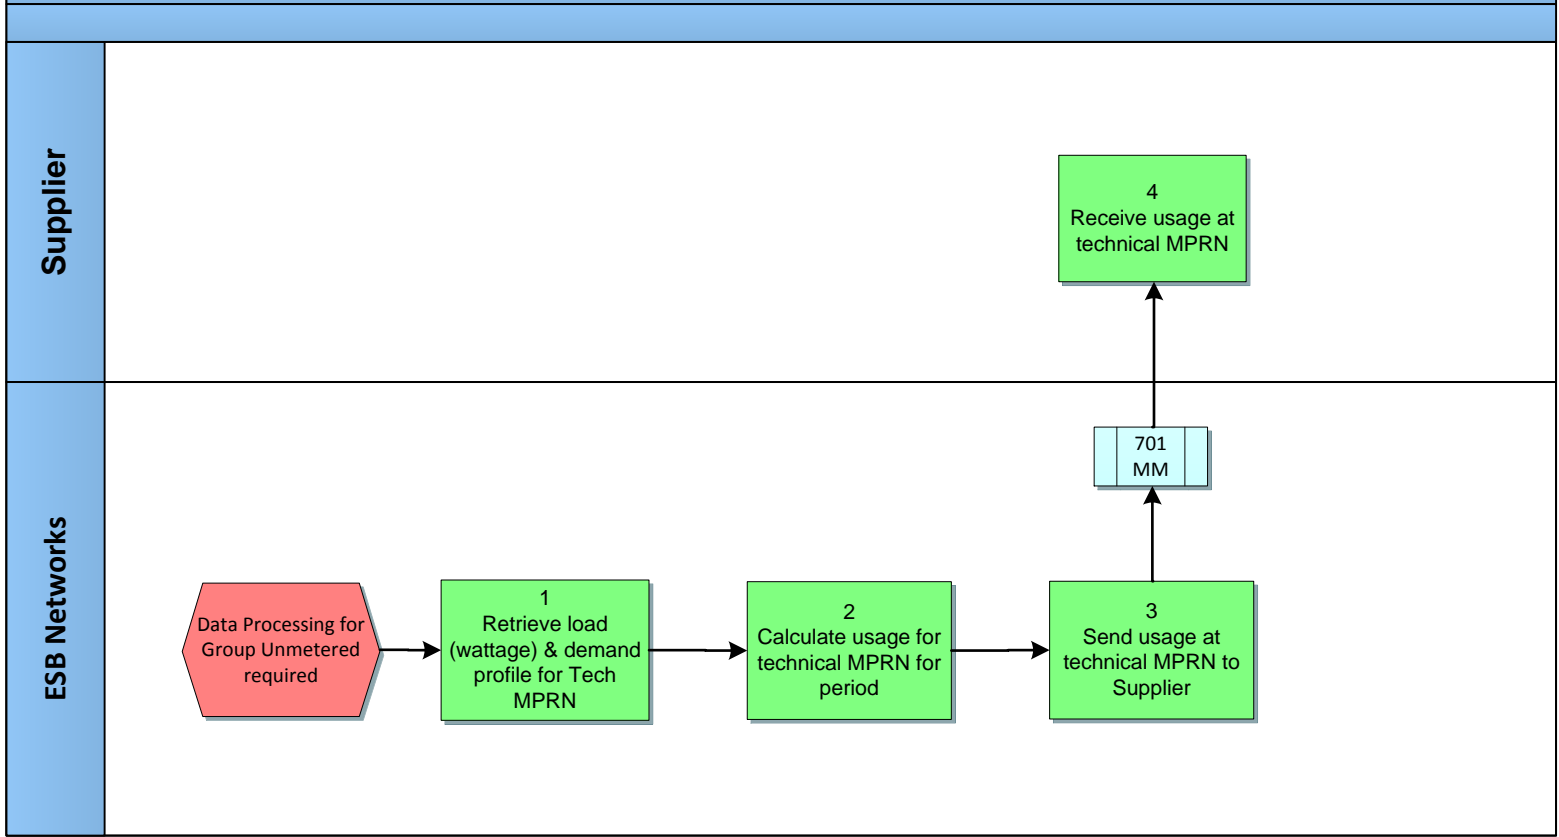 Supplier
4
Receive usage at
technical MPRN
701
MM
ESB Networks
Data Processing for
Group Unmetered
required
1
Retrieve load
(wattage) & demand
profile for Tech
MPRN
2
Calculate usage for
technical MPRN for
period
3
Send usage at
technical MPRN to
Supplier